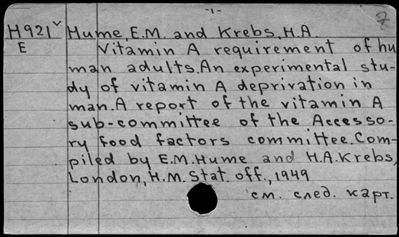 -1-
H921 Hume, E.M. and Krebs, H.A.
E Vitamin A requirement of hu
man adults. An experimental stu-
dy of vitamin A deprivation in
man. A report of the vitamin A
sub-committee of the Accesso-
ry food factors committee. Com-
piled by E.M. Hume and H.A. Krebs,
London, H.M. Stat. off., 1949
см. след. карт.